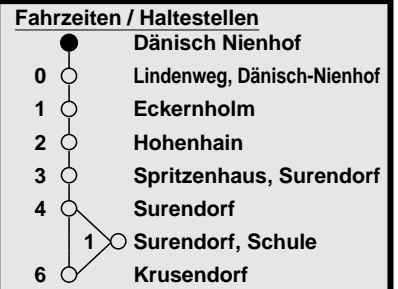 Fahrzeiten / Haltestellen
Dänisch Nienhof
0 Lindenweg, Dänisch-Nienhof
1 Eckernholm
2 Hohenhain
3 Spritzenhaus, Surendorf
4 Surendorf
1 Surendorf, Schule
6 Krusendorf